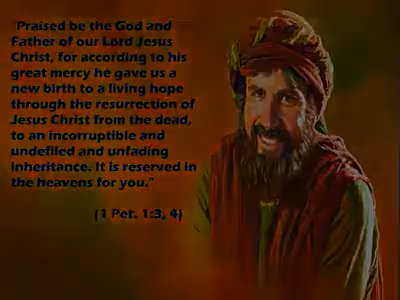 "Praised be the God and
Father of our Lord Jesus
Christ, for according to his
great mercy he gave us a
new birth to a living hope
through the resurrection of
Jesus Christ from the dead,
to an incorruptible and
undefiled and unfading
inheritance. It is reserved in
the heavens for you."
(1 Pet. 1:3, 4)